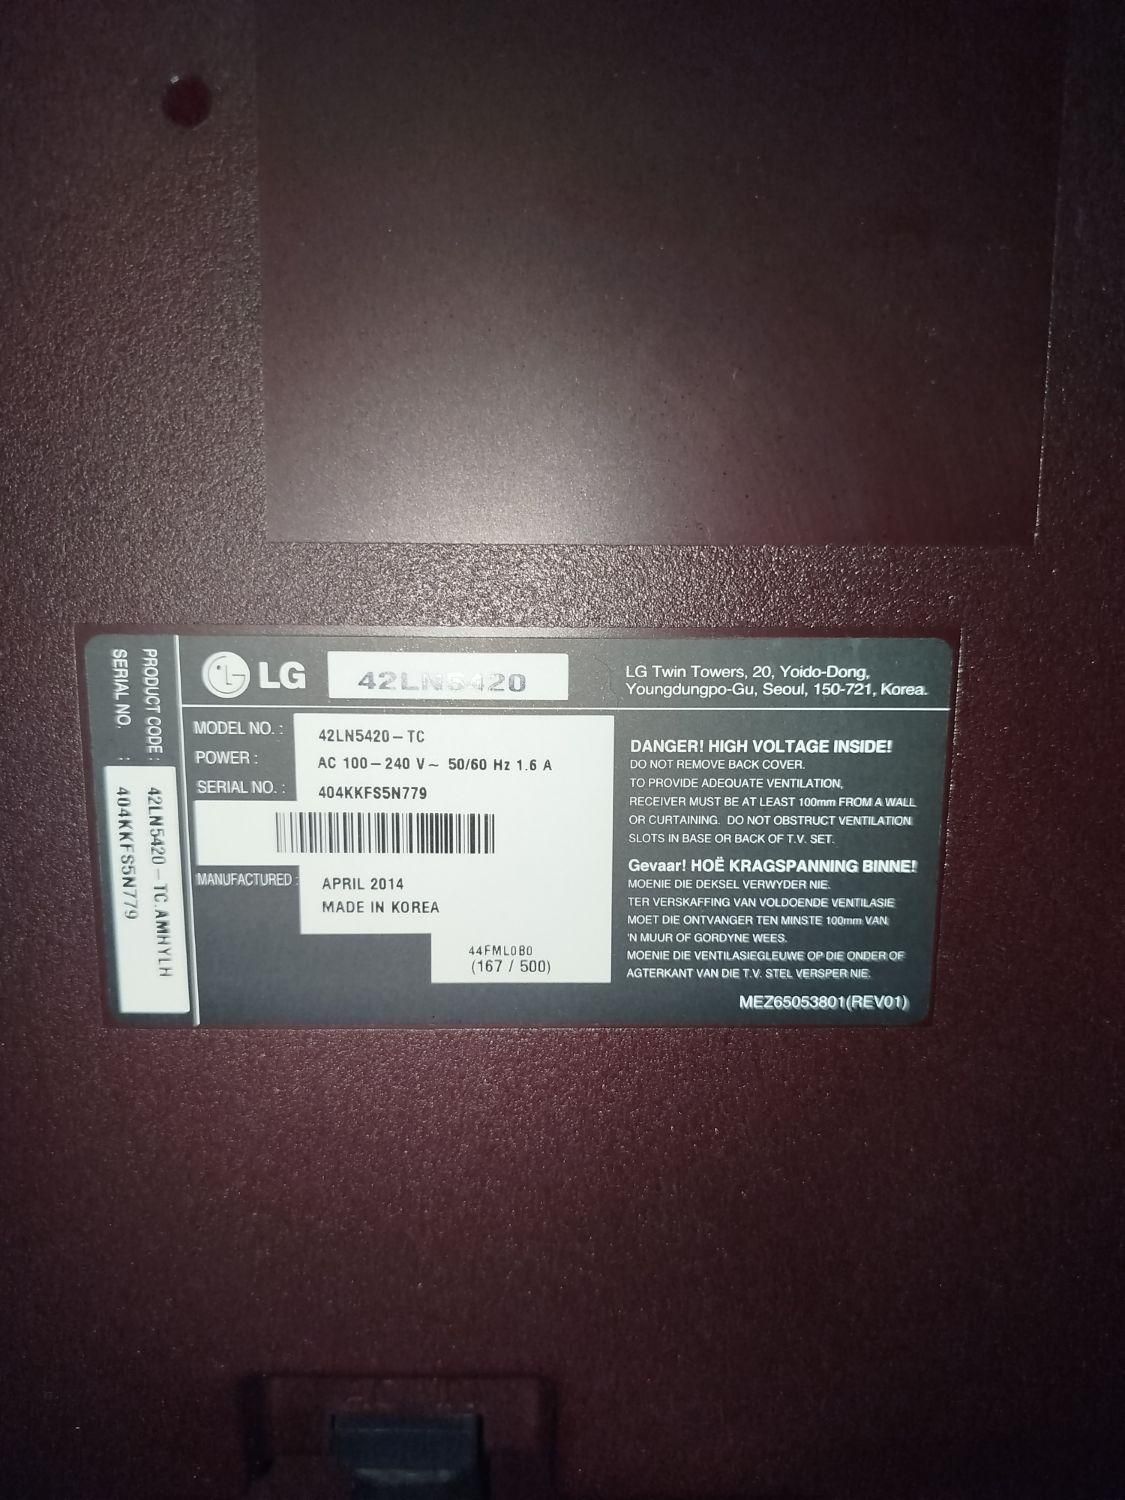 LG
42LN5420
LG Twin Towers, 20, Yoido-Dong,
Youngdungpo-Gu, Seoul, 150-721, Korea.
MODEL NO. : 42LN5420-TC
POWER : AC 100-240 V~ 50/60 Hz 1.6 A
SERIAL NO. : 404KKFS5N779
MANUFACTURED : APRIL 2014
MADE IN KOREA
44FML0B0
(167 / 500)
DANGER! HIGH VOLTAGE INSIDE!
DO NOT REMOVE BACK COVER.
TO PROVIDE ADEQUATE VENTILATION,
RECEIVER MUST BE AT LEAST 100mm FROM A WALL
OR CURTAINING. DO NOT OBSTRUCT VENTILATION
SLOTS IN BASE OR BACK OF T.V. SET.
Gevaar! HOË KRAGSPANNING BINNE!
MOENIE DIE DEKSEL VERWYDER NIE.
TER VERSKAFFING VAN VOLDOENDE VENTILASIE
MOET DIE ONTVANGER TEN MINSTE 100mm VAN
'N MUUR OF GORDYNE WEES.
MOENIE DIE VENTILASIEGLEUWE OP DIE ONDER OF
AGTERKANT VAN DIE T.V. STEL VERSPER NIE.
MEZ65053801(REV01)
PRODUCT CODE : 42LN5420-TC.AMHYLH
SERIAL NO. : 404KKFS5N779